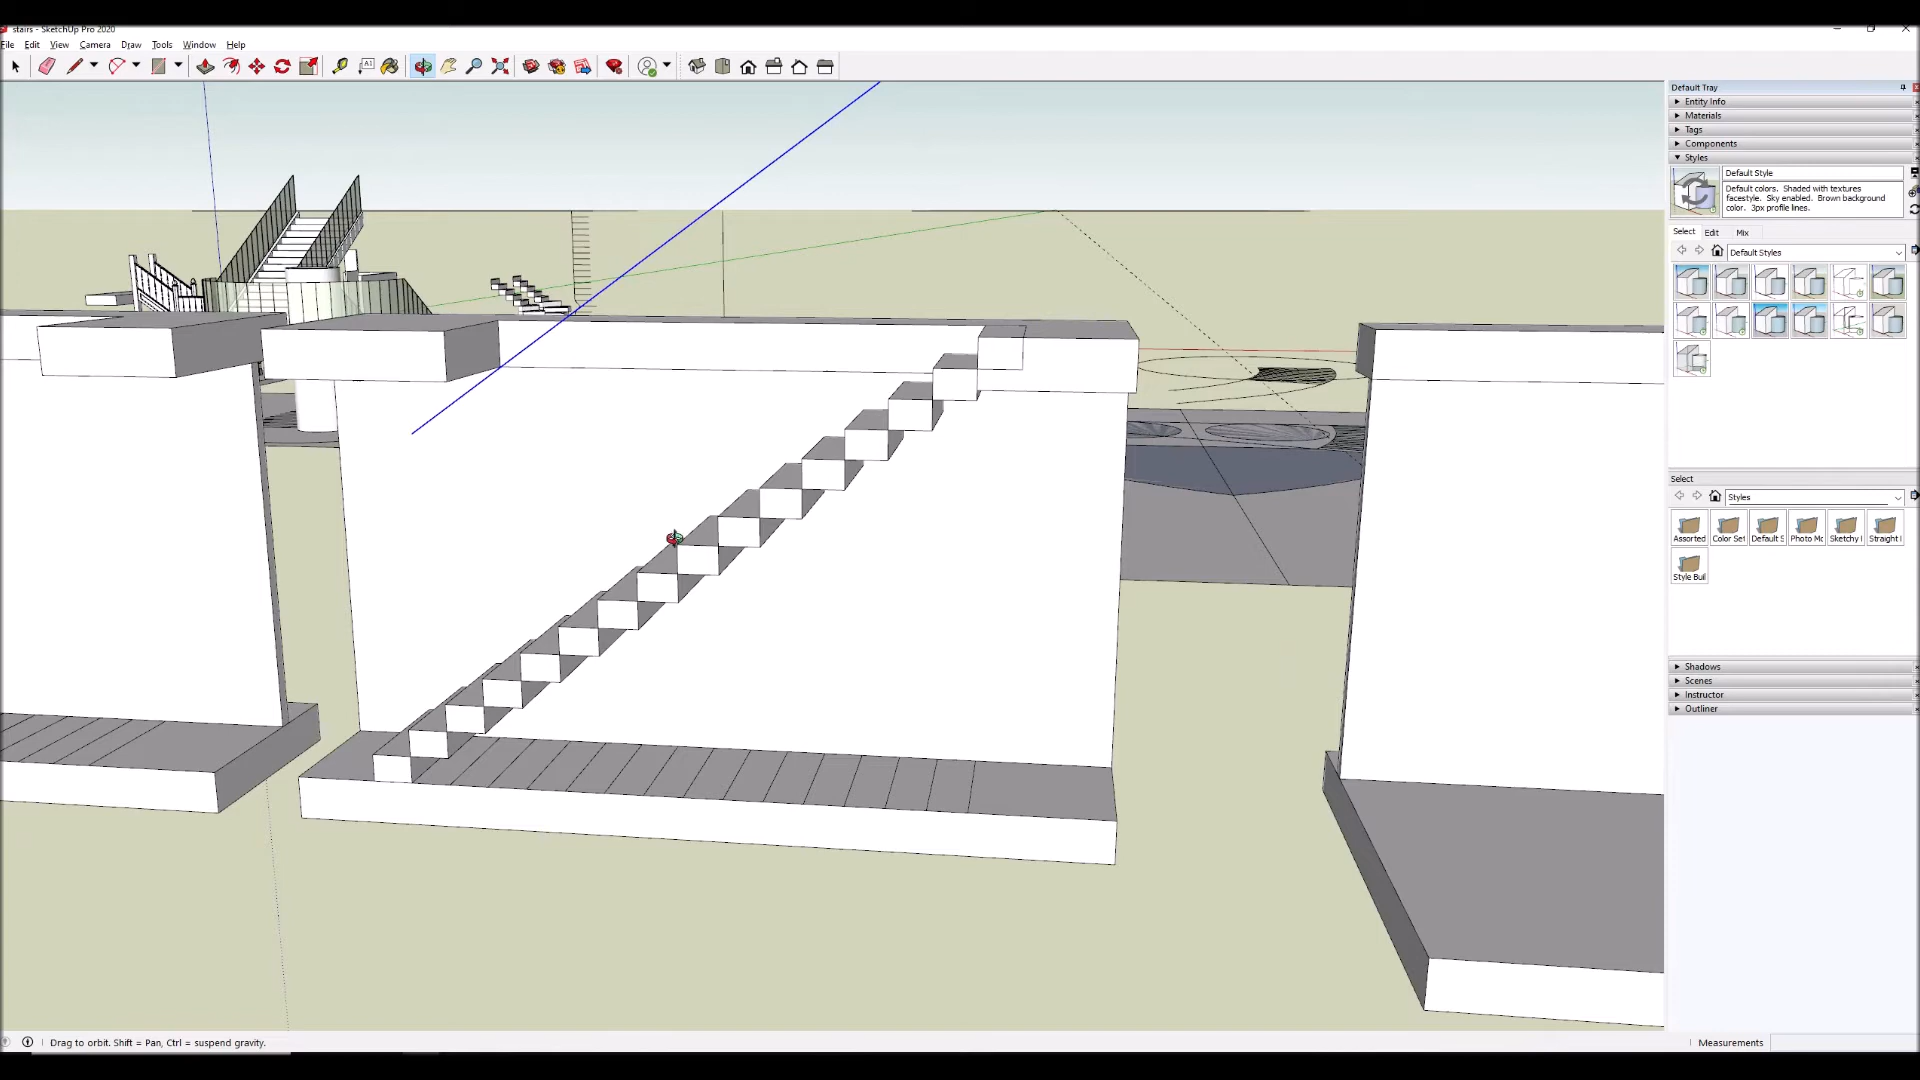 stairs - SketchUp Pro 2020
File Edit View Camera Draw Tools Window Help
Default Tray
Entity Info
Materials
Tags
Components
Styles
Default Style
Default colors. Shaded with textures
facestyle. Sky enabled. Brown background
color. 3px profile lines.
Select Edit Mix
Default Styles
Select
Styles
Assorted Color Set Default S Photo Mo Sketchy Straight
Style Buil
Shadows
Scenes
Instructor
Outliner
Drag to orbit. Shift = Pan, Ctrl = suspend gravity.
Measurements